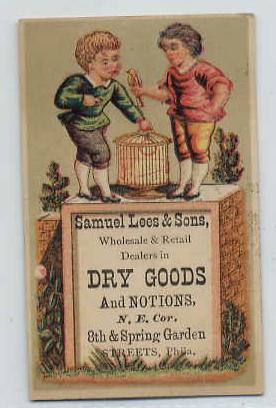 Samuel Lees & Sons,
Wholesale & Retail
Dealers in
DRY GOODS
And NOTIONS,
N. E. Cor.
8th & Spring Garden
STREETS, Phila.